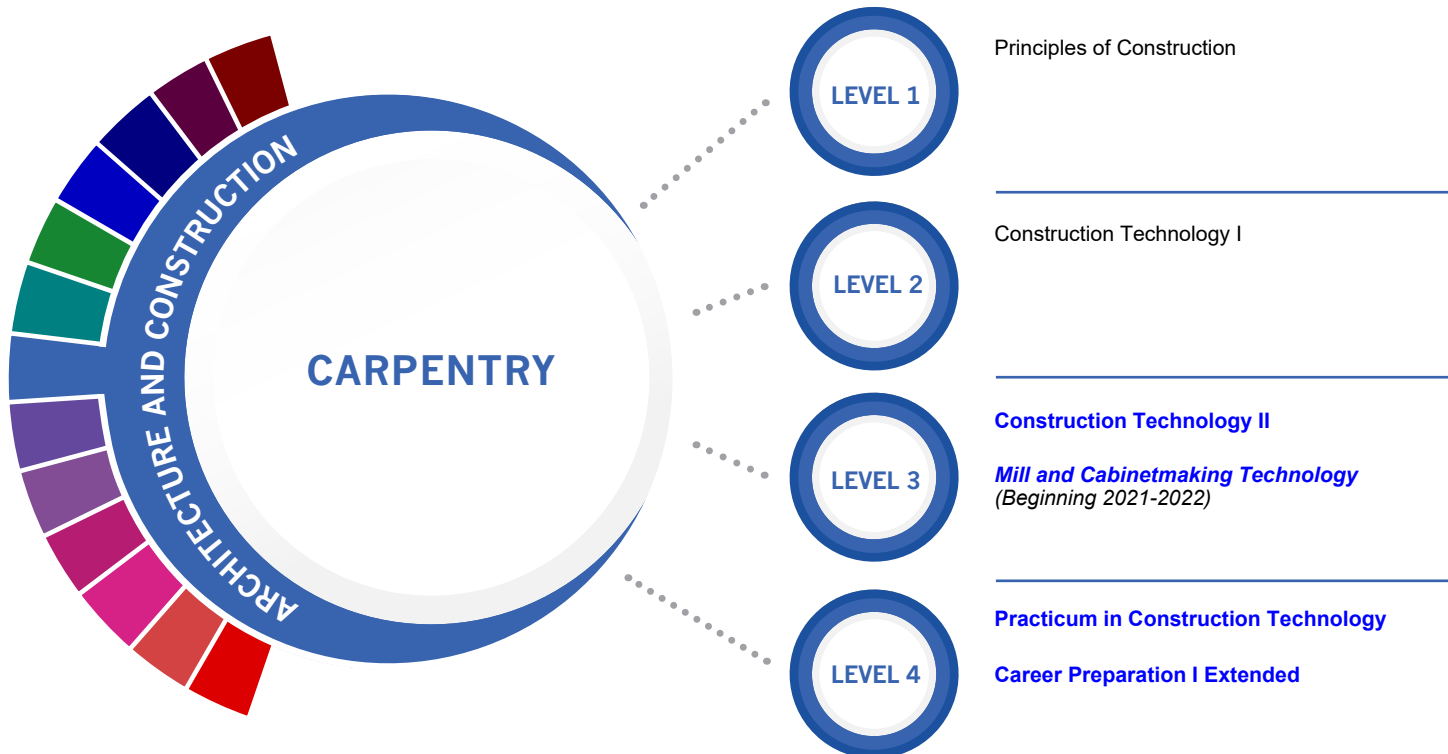 ARCHITECTURE AND CONSTRUCTION
CARPENTRY
LEVEL 1
Principles of Construction
LEVEL 2
Construction Technology I
LEVEL 3
Construction Technology II
Mill and Cabinetmaking Technology
(Beginning 2021-2022)
LEVEL 4
Practicum in Construction Technology
Career Preparation I Extended